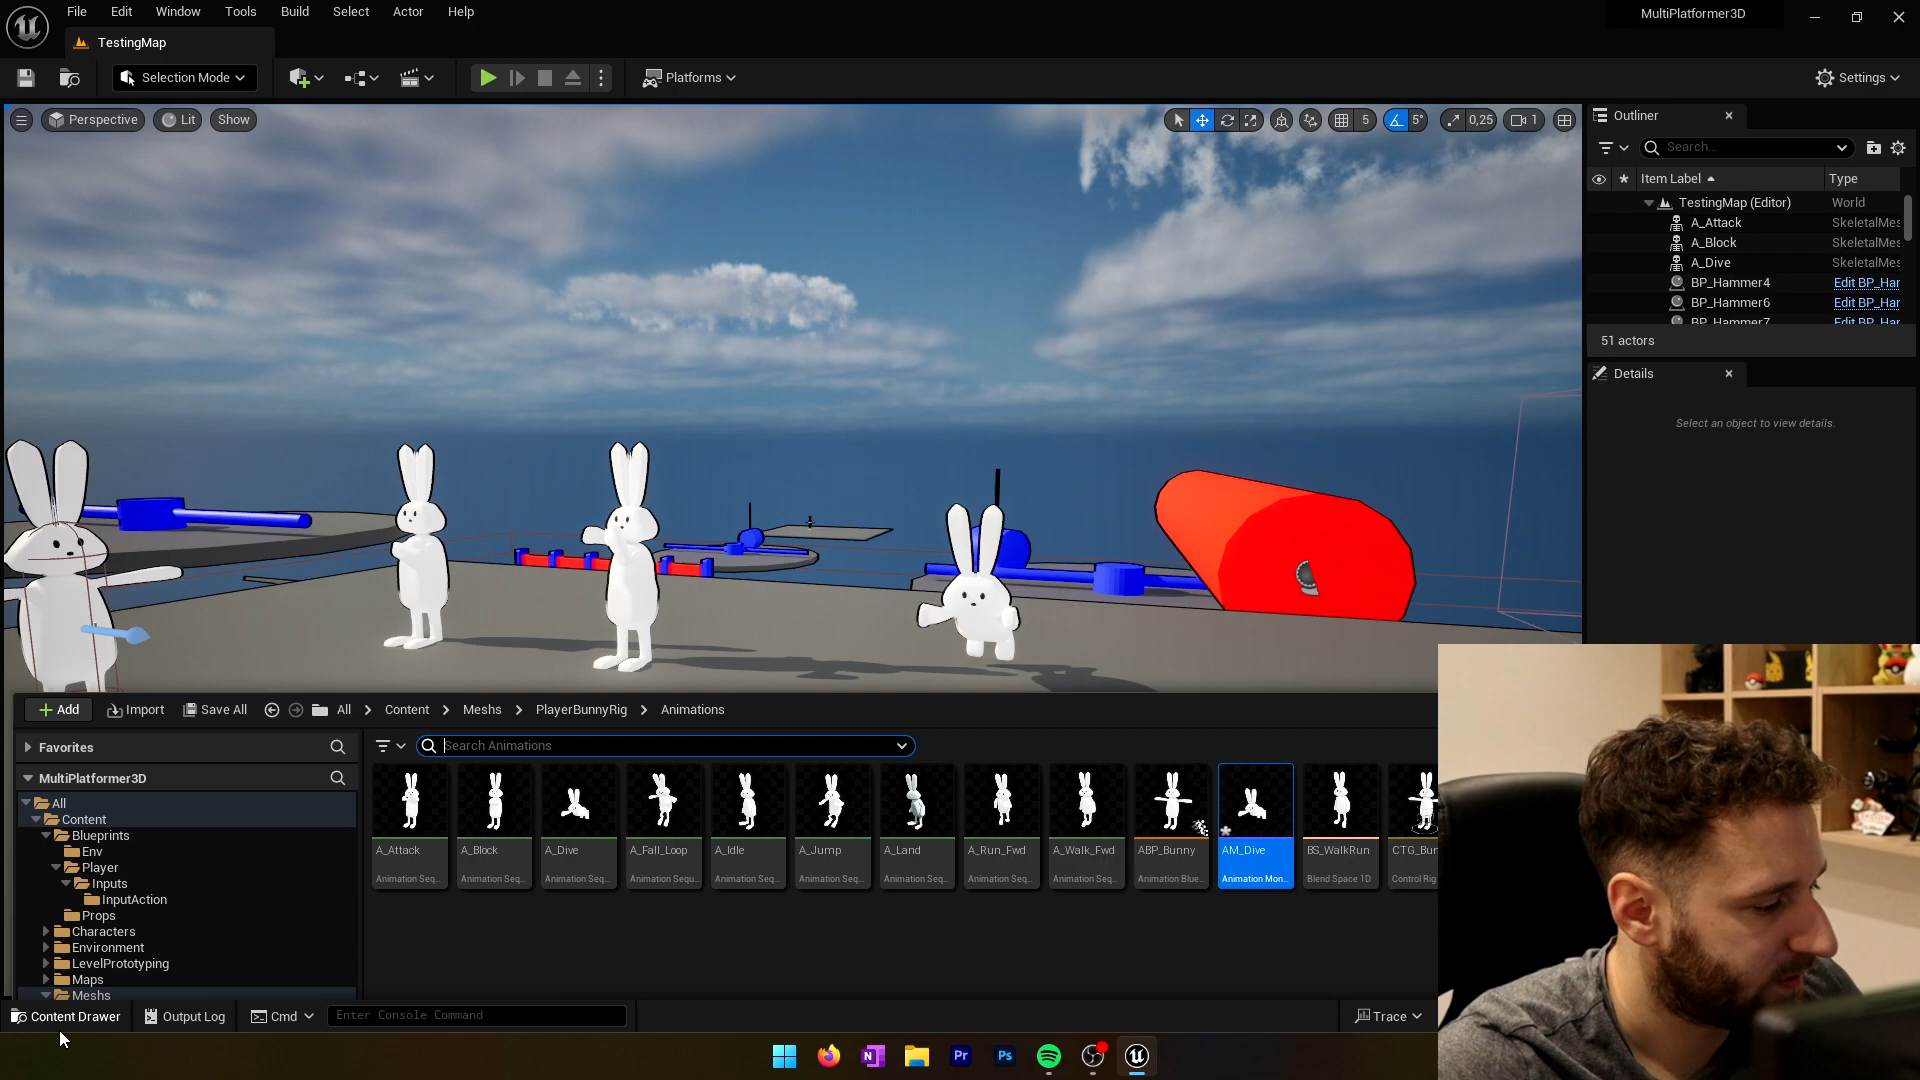 File Edit Window Tools Build Select Actor Help
MultiPlatformer3D
TestingMap
Selection Mode
Platforms
Settings
Perspective
Lit
Show
5
5°
0,25
1
Outliner
Search...
Item Label
Type
TestingMap (Editor)
World
A_Attack
SkeletalMes
A_Block
SkeletalMes
A_Dive
SkeletalMes
BP_Hammer4
Edit BP_Har
BP_Hammer6
Edit BP_Har
BP_Hammer7
Edit BP_Har
51 actors
Details
Select an object to view details.
Add
Import
Save All
All > Content > Meshs > PlayerBunnyRig > Animations
Favorites
Search Animations
MultiPlatformer3D
All
Content
Blueprints
Env
Player
Inputs
InputAction
Props
Characters
Environment
LevelPrototyping
Maps
Meshs
A_Attack
Animation Seq...
A_Block
Animation Seq...
A_Dive
Animation Seq...
A_Fall_Loop
Animation Sequ...
A_Idle
Animation Seq...
A_Jump
Animation Seq...
A_Land
Animation Seq...
A_Run_Fwd
Animation Seq...
A_Walk_Fwd
Animation Seq...
ABP_Bunny
Animation Blue...
AM_Dive
Animation Mon...
BS_WalkRun
Blend Space 1D
CTG_Bun
Control Rig
Content Drawer
Output Log
Cmd
Enter Console Command
Trace
N
Pr
Ps